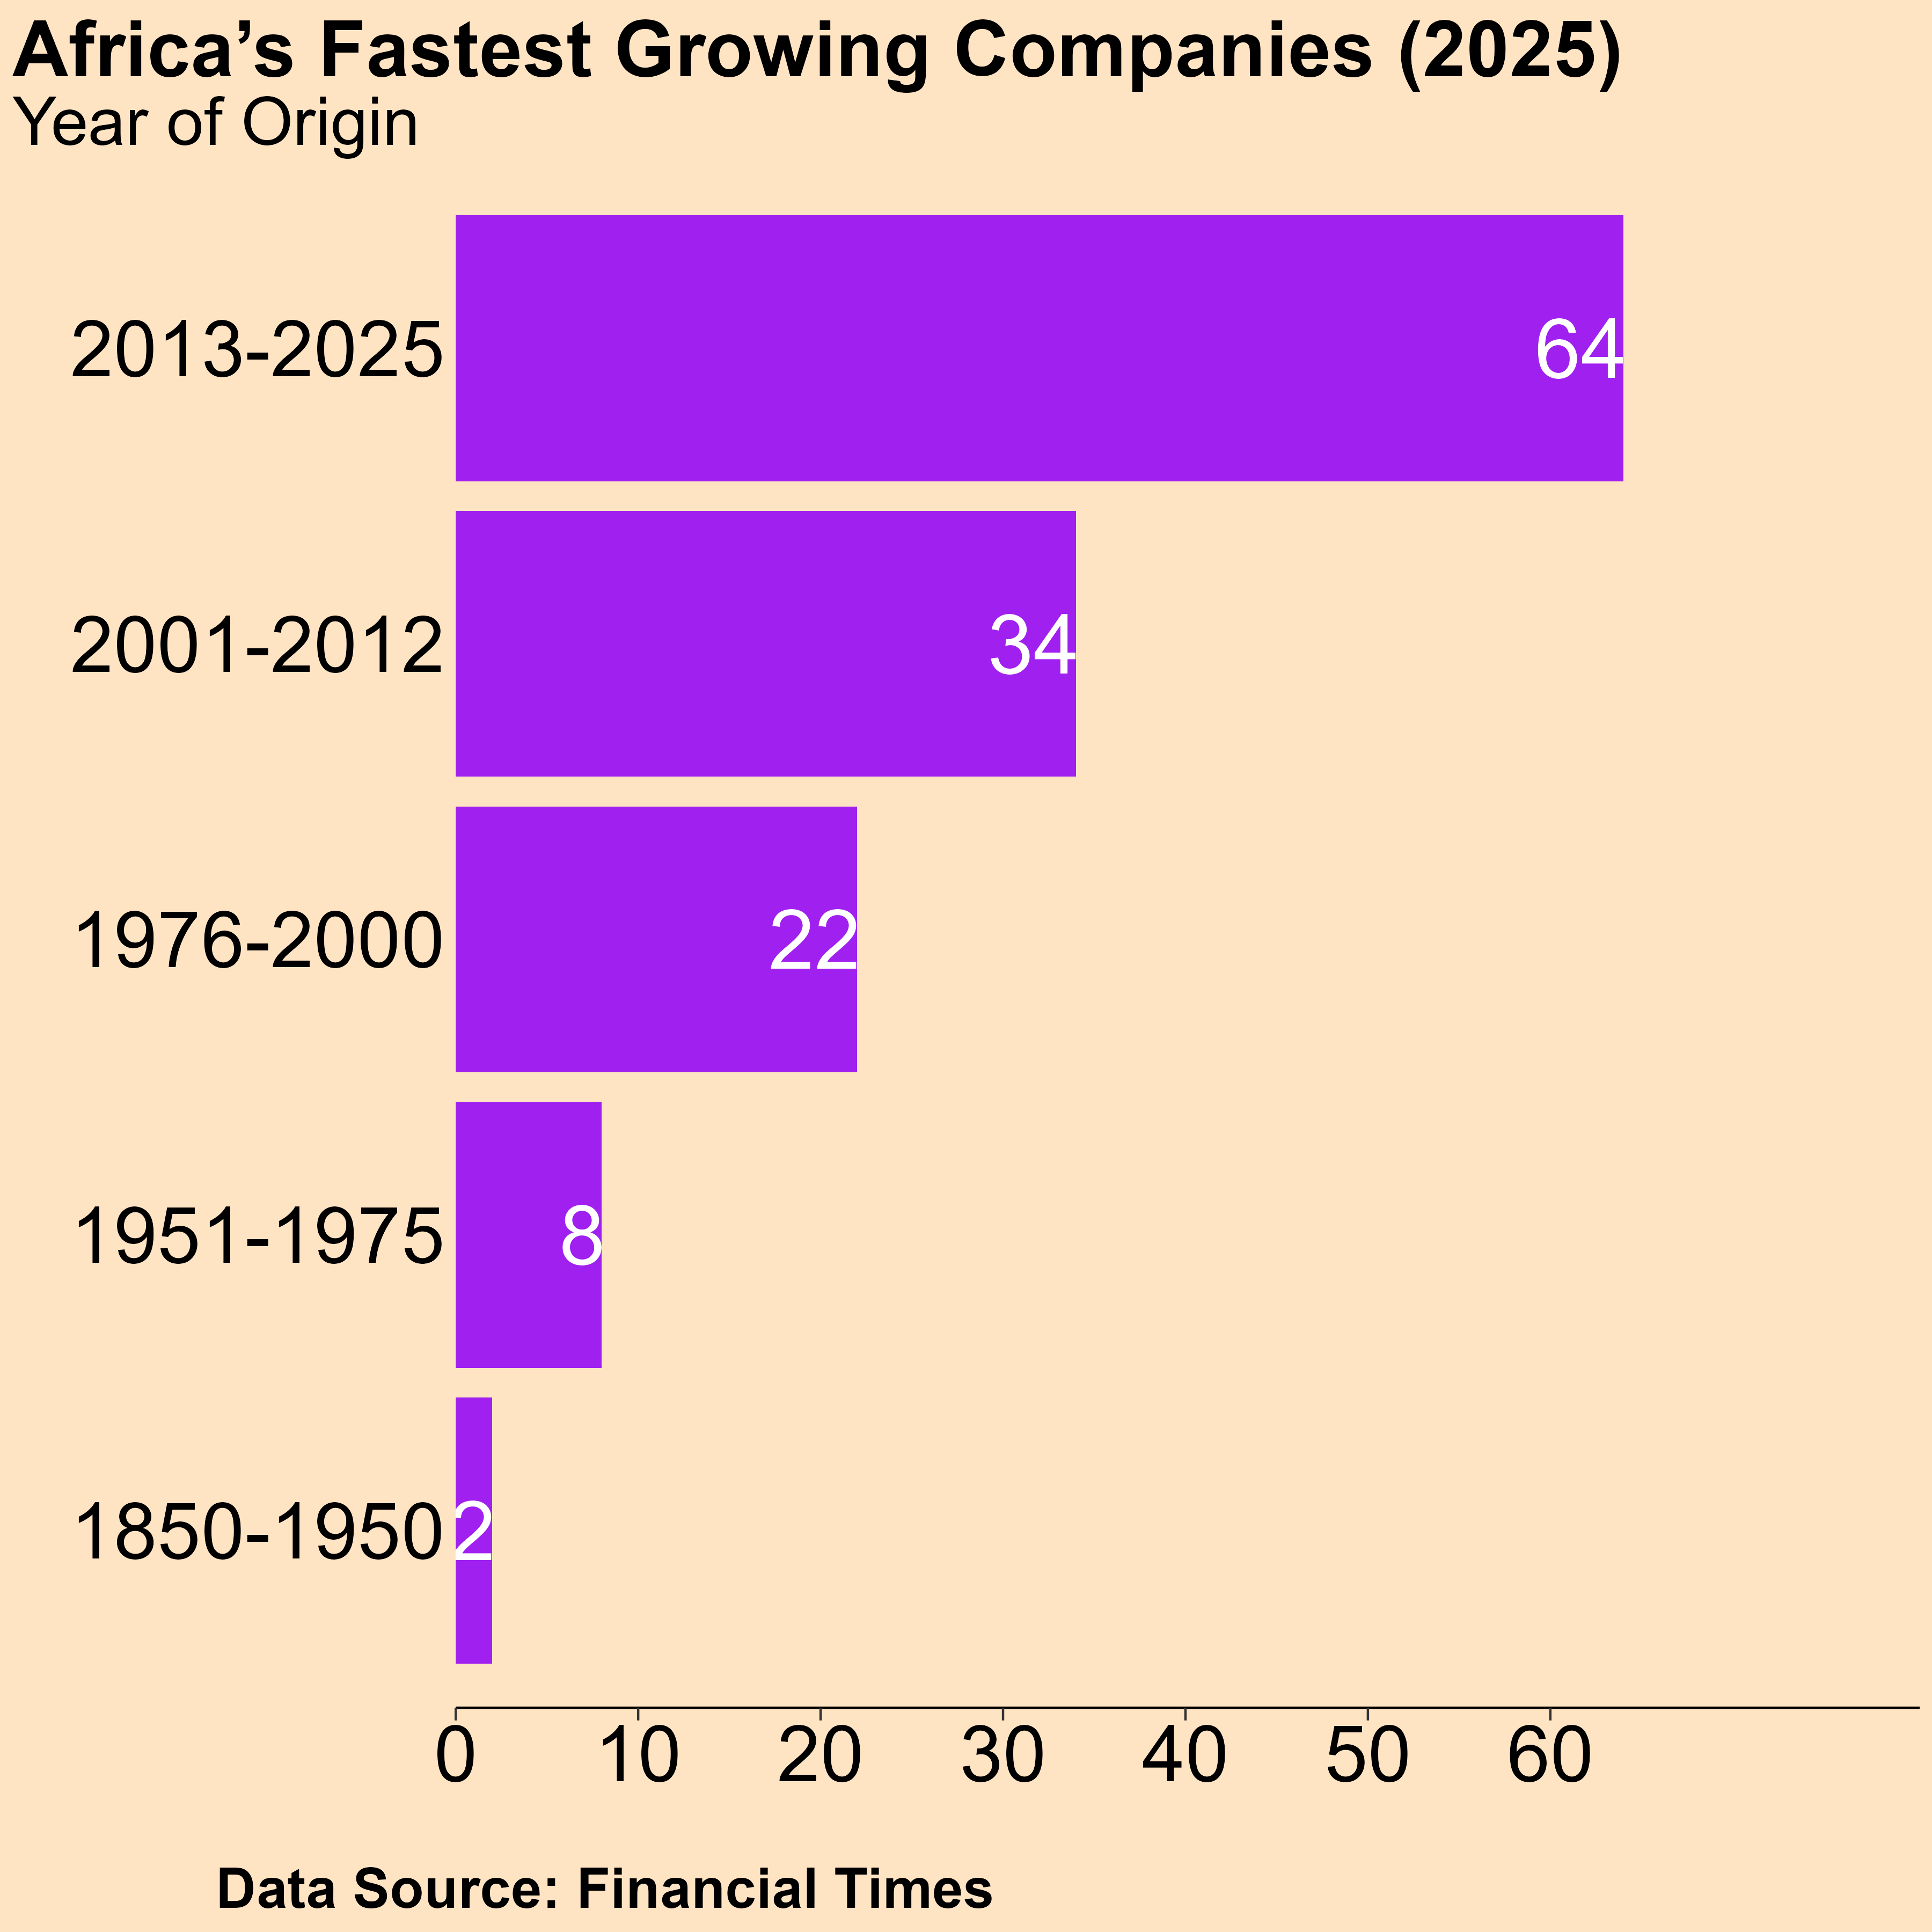 Africa’s Fastest Growing Companies (2025)
Year of Origin
2013-2025 64
2001-2012 34
1976-2000 22
1951-1975 8
1850-1950 2
0 10 20 30 40 50 60
Data Source: Financial Times